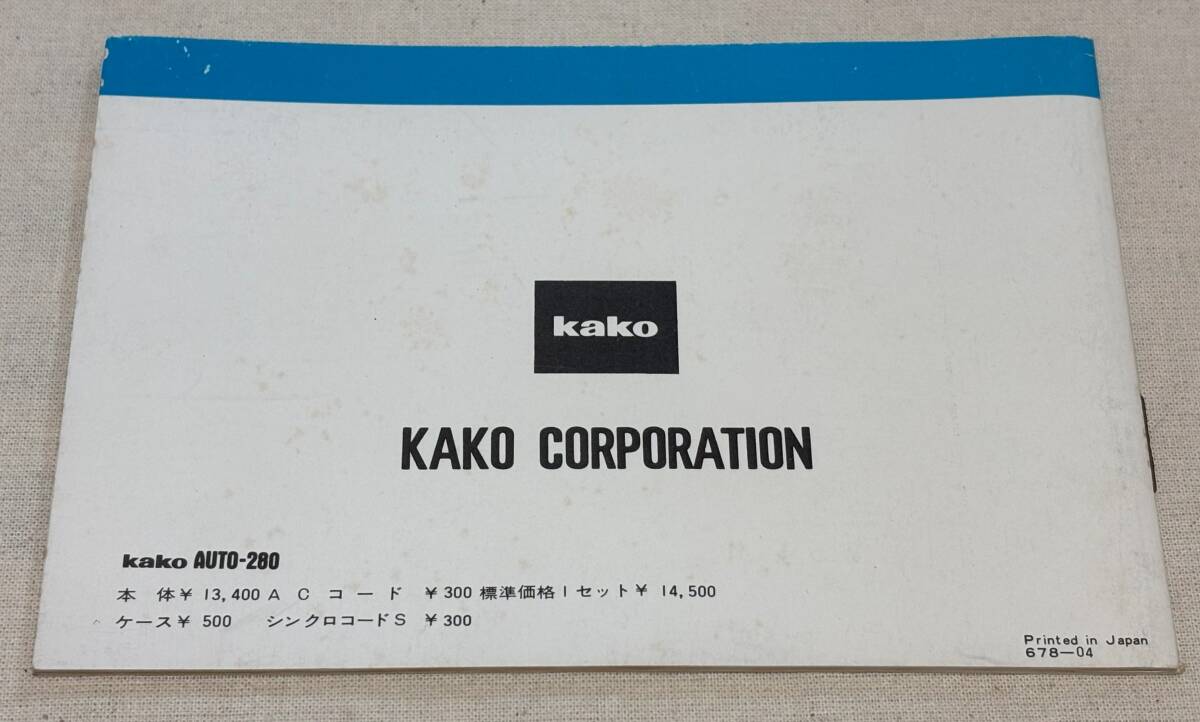 kako
KAKO CORPORATION
kako AUTO-280
本 体¥ 13,400 A C コ ー ド ¥ 300 標準価格1セット¥ 14,500
ケース¥ 500 シンクロコードS ¥ 300
Printed in Japan
678—04